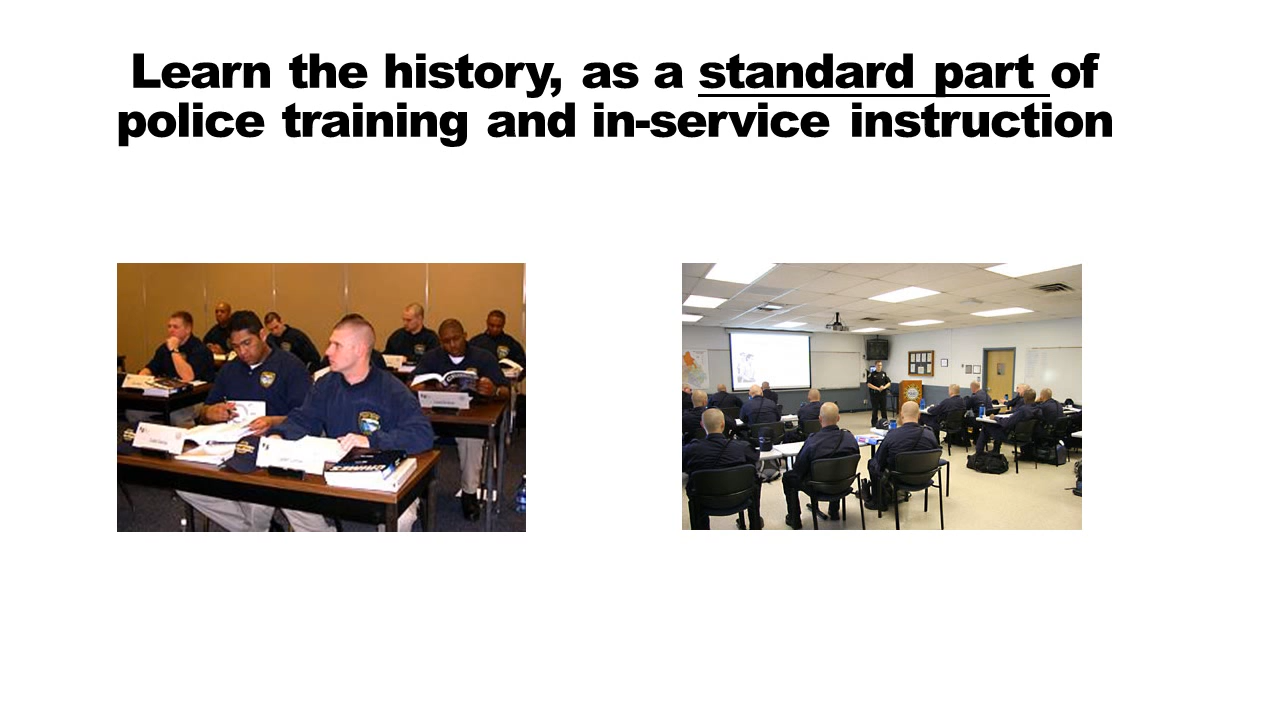 Learn the history, as a standard part of
police training and in-service instruction